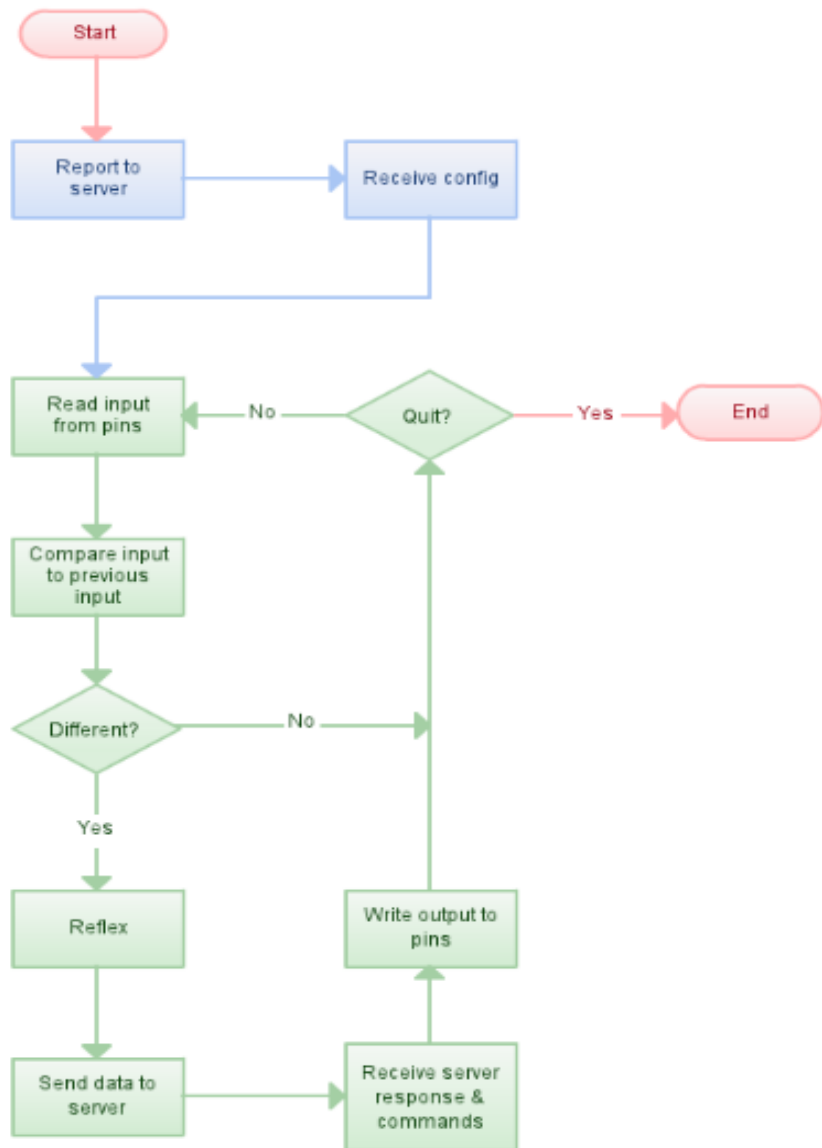 Start
Report to
server
Receive config
Read input
from pins
No
Quit?
Yes
End
Compare input
to previous
input
Different?
No
Yes
Reflex
Write output to
pins
Send data to
server
Receive server
response &
commands